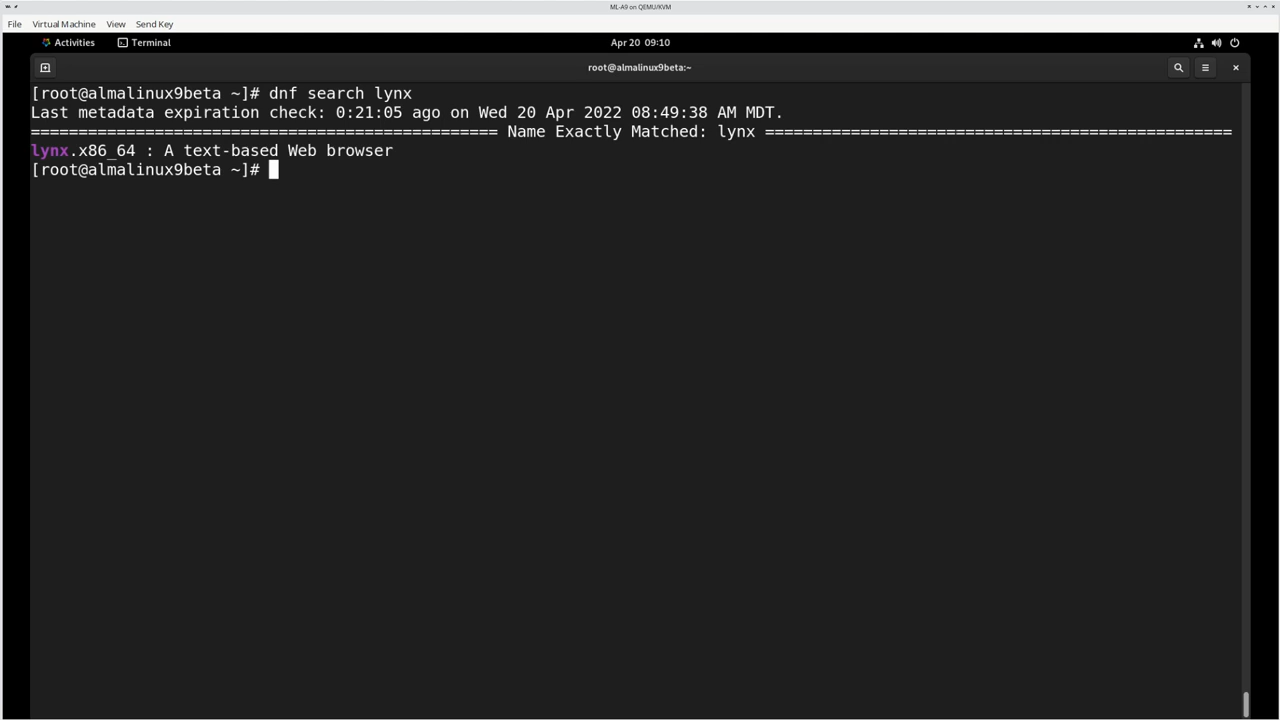 ML-A9 on QEMU/KVM
File Virtual Machine View Send Key
Activities Terminal Apr 20 09:10
root@almalinux9beta:~
[root@almalinux9beta ~]# dnf search lynx
Last metadata expiration check: 0:21:05 ago on Wed 20 Apr 2022 08:49:38 AM MDT.
================================================= Name Exactly Matched: lynx =================================================
lynx.x86_64 : A text-based Web browser
[root@almalinux9beta ~]#